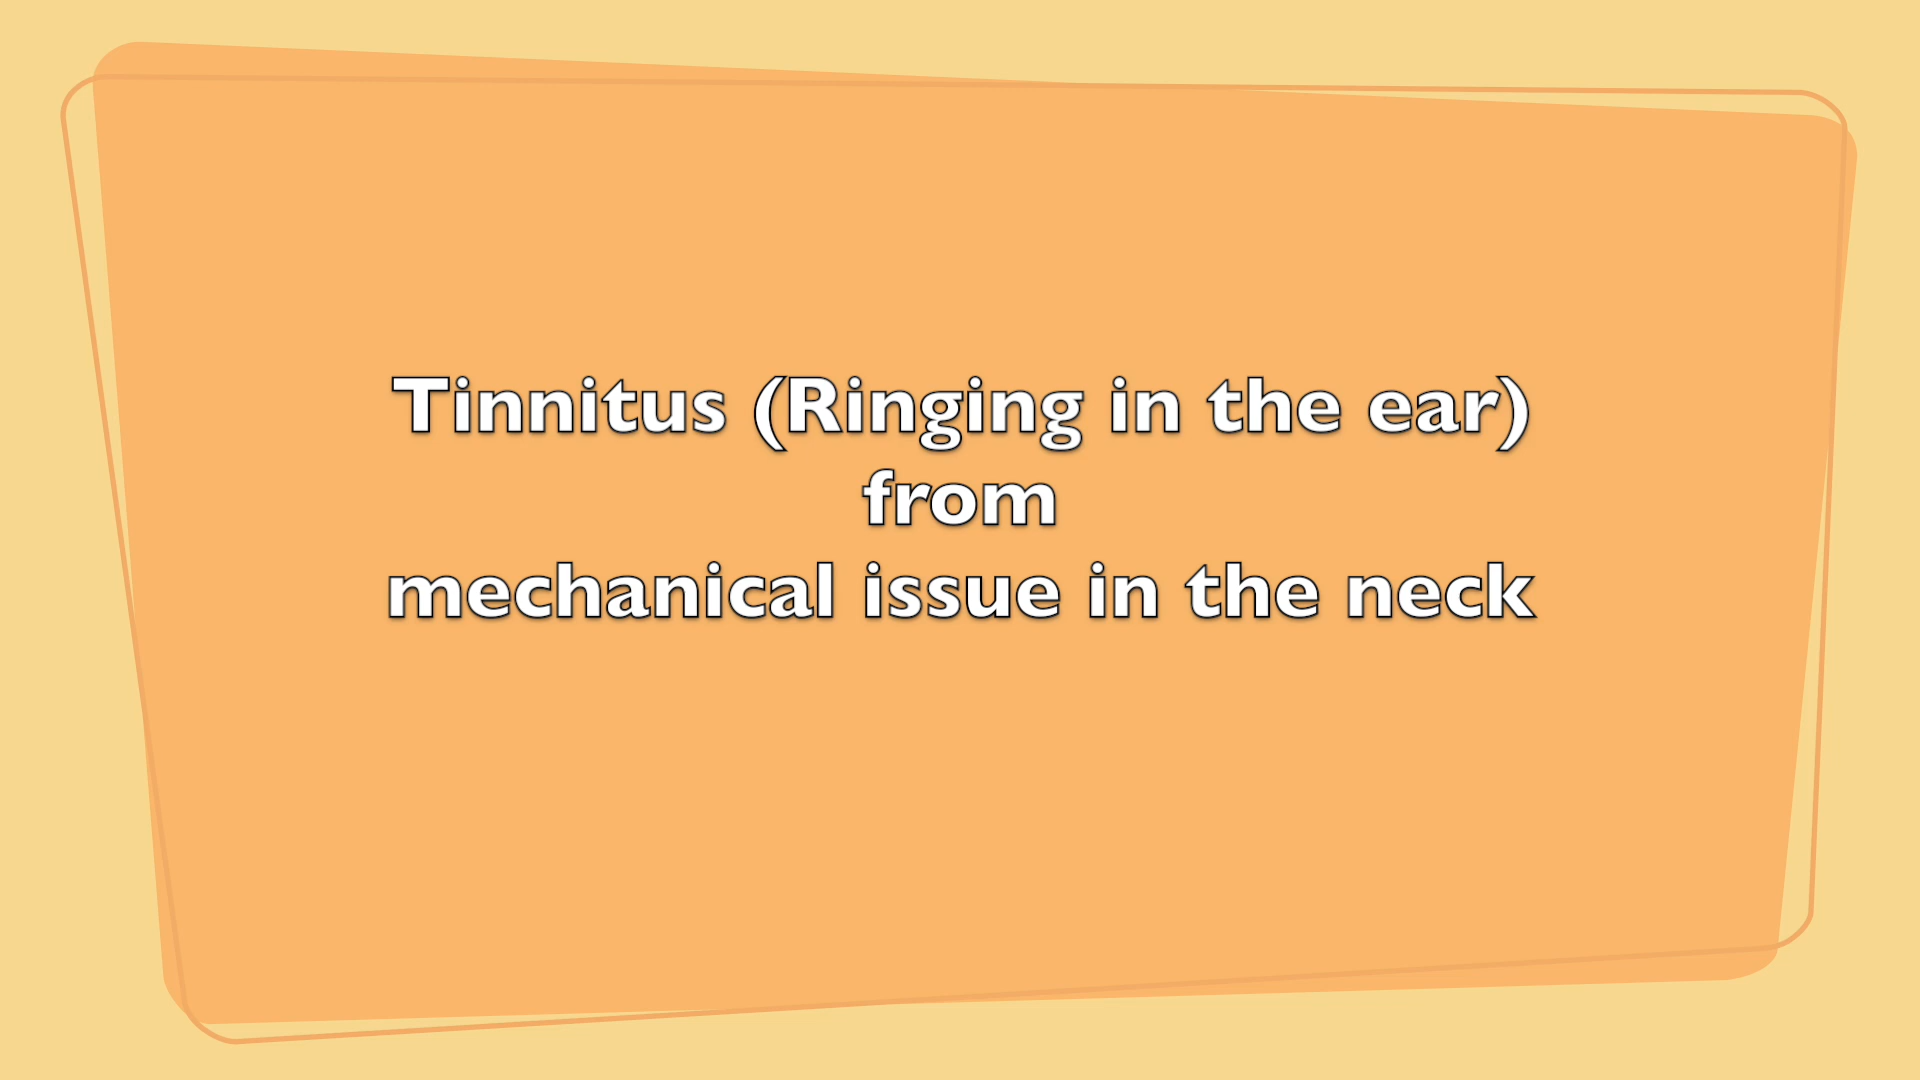 Tinnitus (Ringing in the ear)
from
mechanical issue in the neck